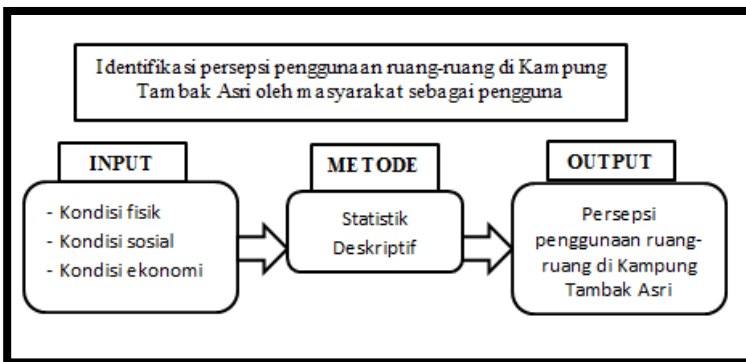 Identifikasi persepsi penggunaan ruang-ruang di Kampung
Tambak Asri oleh masyarakat sebagai pengguna
INPUT
- Kondisi fisik
- Kondisi sosial
- Kondisi ekonomi
METODE
Statistik
Deskriptif
OUTPUT
Persepsi
penggunaan ruang-
ruang di Kampung
Tambak Asri